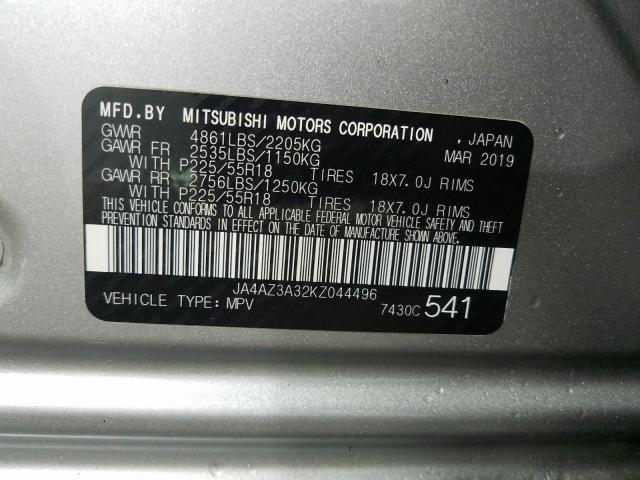 MFD.BY MITSUBISHI MOTORS CORPORATION , JAPAN
GVWR 4861LBS/2205KG MAR 2019
GAWR FR 2535LBS/1150KG
WITH P225/55R18 TIRES 18X7.0J RIMS
GAWR RR 2756LBS/1250KG
WITH P225/55R18 TIRES 18X7.0J RIMS
THIS VEHICLE CONFORMS TO ALL APPLICABLE FEDERAL MOTOR VEHICLE SAFETY AND THEFT
PREVENTION STANDARDS IN EFFECT ON THE DATE OF MANUFACTURE SHOWN ABOVE.
JA4AZ3A32KZ044496
VEHICLE TYPE:MPV 7430C 541